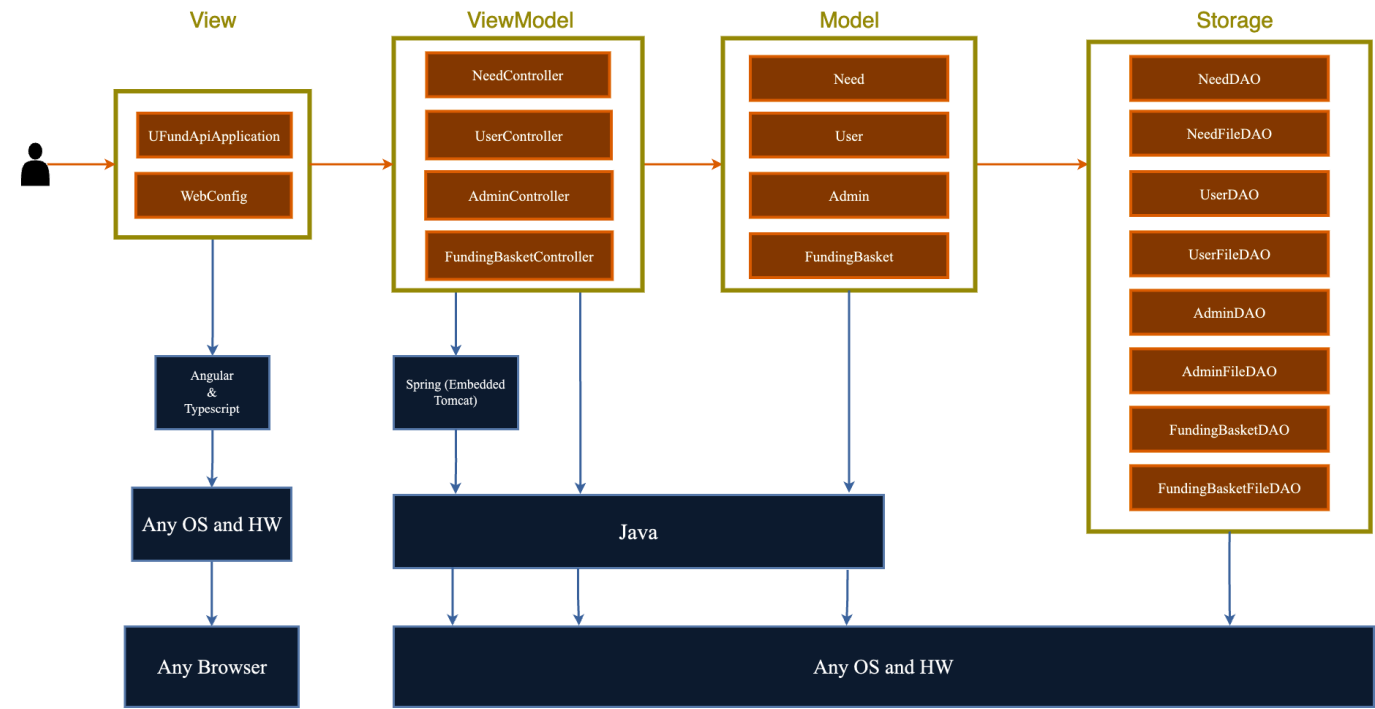 View
ViewModel
Model
Storage
UFundApiApplication
WebConfig
NeedController
UserController
AdminController
FundingBasketController
Need
User
Admin
FundingBasket
NeedDAO
NeedFileDAO
UserDAO
UserFileDAO
AdminDAO
AdminFileDAO
FundingBasketDAO
FundingBasketFileDAO
Angular
&
Typescript
Spring (Embedded
Tomcat)
Any OS and HW
Java
Any Browser
Any OS and HW